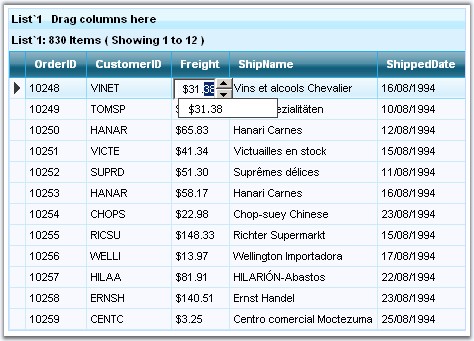 List`1 Drag columns here
List`1: 830 Items ( Showing 1 to 12 )
OrderID CustomerID Freight ShipName ShippedDate
10248 VINET $31.38 Vins et alcools Chevalier 16/08/1994
$31.38
10249 TOMSP ezialitäten 10/08/1994
10250 HANAR $65.83 Hanari Carnes 12/08/1994
10251 VICTE $41.34 Victuailles en stock 15/08/1994
10252 SUPRD $51.30 Suprêmes délices 11/08/1994
10253 HANAR $58.17 Hanari Carnes 16/08/1994
10254 CHOPS $22.98 Chop-suey Chinese 23/08/1994
10255 RICSU $148.33 Richter Supermarkt 15/08/1994
10256 WELLI $13.97 Wellington Importadora 17/08/1994
10257 HILAA $81.91 HILARIÓN-Abastos 22/08/1994
10258 ERNSH $140.51 Ernst Handel 23/08/1994
10259 CENTC $3.25 Centro comercial Moctezuma 25/08/1994